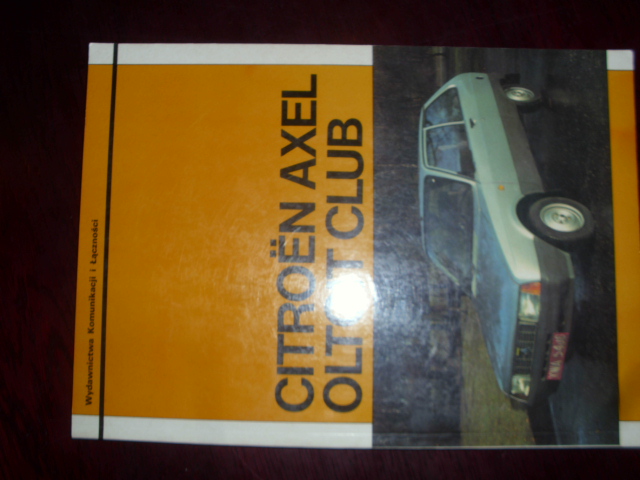 Wydawnictwa Komunikacji i Łączności
CITROËN AXEL
OLTCIT CLUB